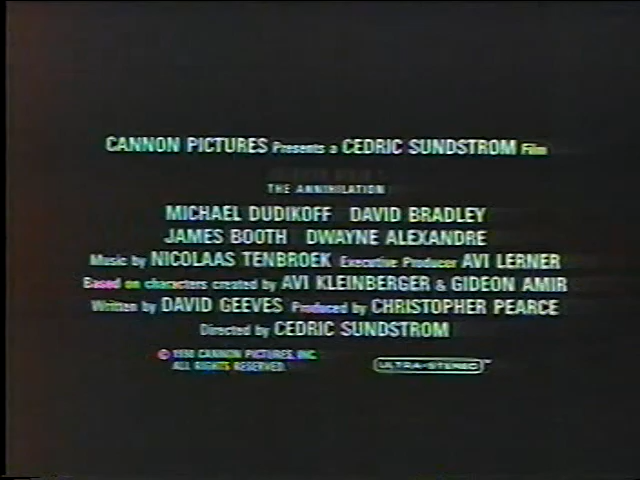 CANNON PICTURES Presents a CEDRIC SUNDSTROM Film
THE ANNIHILATION
MICHAEL DUDIKOFF DAVID BRADLEY
JAMES BOOTH DWAYNE ALEXANDRE
Music by NICOLAAS TENBROEK Executive Producer AVI LERNER
Based on characters created by AVI KLEINBERGER & GIDEON AMIR
Written by DAVID GEEVES Produced by CHRISTOPHER PEARCE
Directed by CEDRIC SUNDSTROM
© 1990 CANNON PICTURES, INC.
ALL RIGHTS RESERVED.
ULTRA-STEREO